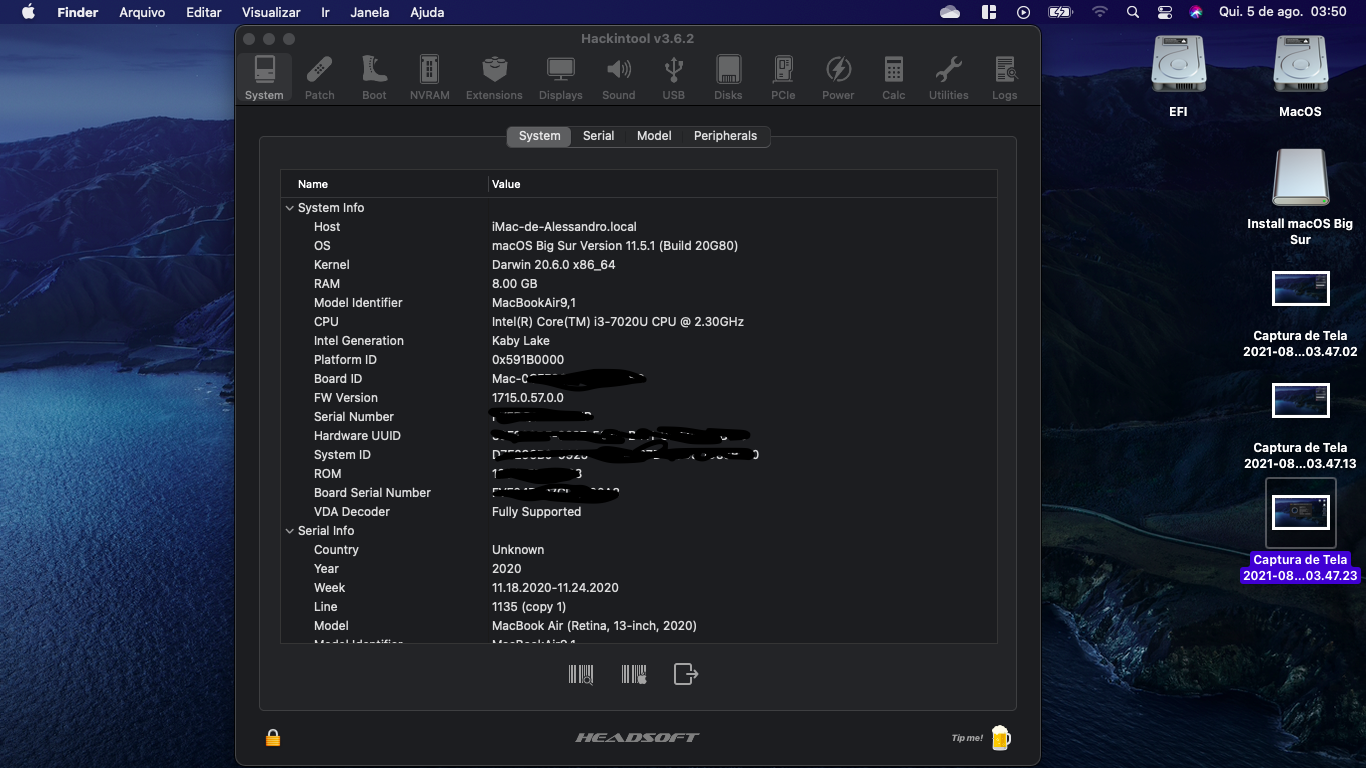 Finder Arquivo Editar Visualizar Ir Janela Ajuda Qui. 5 de ago. 03:50
Hackintool v3.6.2
System Patch Boot NVRAM Extensions Displays Sound USB Disks PCIe Power Calc Utilities Logs
System Serial Model Peripherals
Name Value
System Info
Host iMac-de-Alessandro.local
OS macOS Big Sur Version 11.5.1 (Build 20G80)
Kernel Darwin 20.6.0 x86_64
RAM 8.00 GB
Model Identifier MacBookAir9,1
CPU Intel(R) Core(TM) i3-7020U CPU @ 2.30GHz
Intel Generation Kaby Lake
Platform ID 0x591B0000
Board ID Mac-
FW Version 1715.0.57.0.0
Serial Number
Hardware UUID
System ID
ROM
Board Serial Number
VDA Decoder Fully Supported
Serial Info
Country Unknown
Year 2020
Week 11.18.2020-11.24.2020
Line 1135 (copy 1)
Model MacBook Air (Retina, 13-inch, 2020)
Model Identifier MacBookAir9,1
HEADSOFT
Tip me!
EFI
MacOS
Install macOS Big
Sur
Captura de Tela
2021-08...03.47.02
Captura de Tela
2021-08...03.47.13
Captura de Tela
2021-08...03.47.23